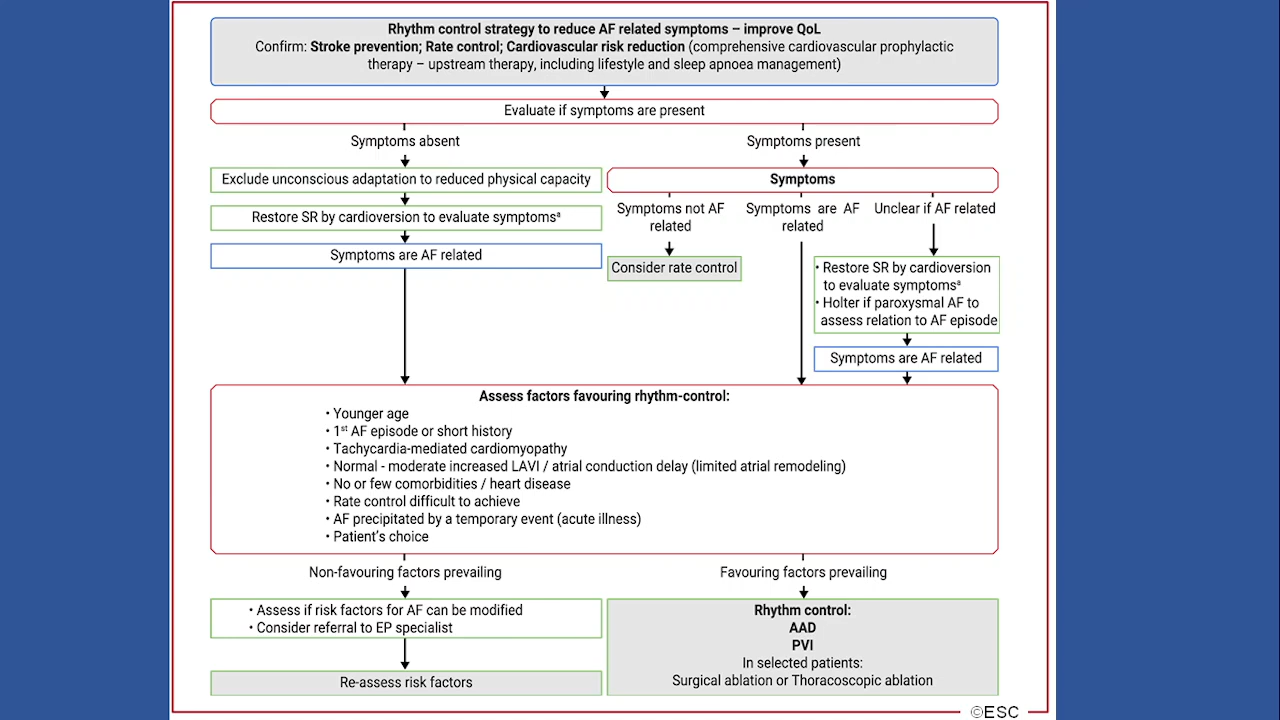 Rhythm control strategy to reduce AF related symptoms – improve QoL
Confirm: Stroke prevention; Rate control; Cardiovascular risk reduction (comprehensive cardiovascular prophylactic
therapy – upstream therapy, including lifestyle and sleep apnoea management)
Evaluate if symptoms are present
Symptoms absent
Symptoms present
Exclude unconscious adaptation to reduced physical capacity
Restore SR by cardioversion to evaluate symptomsᵃ
Symptoms are AF related
Symptoms
Symptoms not AF
related
Symptoms are AF
related
Unclear if AF related
Consider rate control
• Restore SR by cardioversion
to evaluate symptomsᵃ
• Holter if paroxysmal AF to
assess relation to AF episode
Symptoms are AF related
Assess factors favouring rhythm-control:
• Younger age
• 1ˢᵗ AF episode or short history
• Tachycardia-mediated cardiomyopathy
• Normal - moderate increased LAVI / atrial conduction delay (limited atrial remodeling)
• No or few comorbidities / heart disease
• Rate control difficult to achieve
• AF precipitated by a temporary event (acute illness)
• Patient's choice
Non-favouring factors prevailing
Favouring factors prevailing
• Assess if risk factors for AF can be modified
• Consider referral to EP specialist
Re-assess risk factors
Rhythm control:
AAD
PVI
In selected patients:
Surgical ablation or Thoracoscopic ablation
©ESC